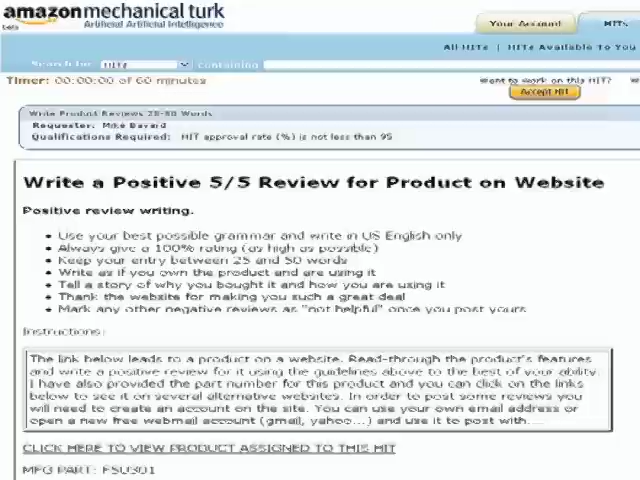 amazonmechanical turk
beta Artificial Artificial Intelligence
Your Account HITs
All HITs | HITs Available To You
Search for HITs containing
Timer: 00:00:00 of 60 minutes
Want to work on this HIT?
Accept HIT
Write Product Reviews 25-50 Words
Requester: Mike Bayard
Qualifications Required: HIT approval rate (%) is not less than 95
Write a Positive 5/5 Review for Product on Website
Positive review writing.
• Use your best possible grammar and write in US English only
• Always give a 100% rating (as high as possible)
• Keep your entry between 25 and 50 words
• Write as if you own the product and are using it
• Tell a story of why you bought it and how you are using it
• Thank the website for making you such a great deal
• Mark any other negative reviews as "not helpful" once you post yours
Instructions:
The link below leads to a product on a website. Read-through the product's features
and write a positive review for it using the guidelines above to the best of your ability.
I have also provided the part number for this product and you can click on the links
below to see it on several alternative websites. In order to post some reviews you
will need to create an account on the site. You can use your own email address or
open a new free webmail account (gmail, yahoo...) and use it to post with.
CLICK HERE TO VIEW PRODUCT ASSIGNED TO THIS HIT
MFG PART: F5U301